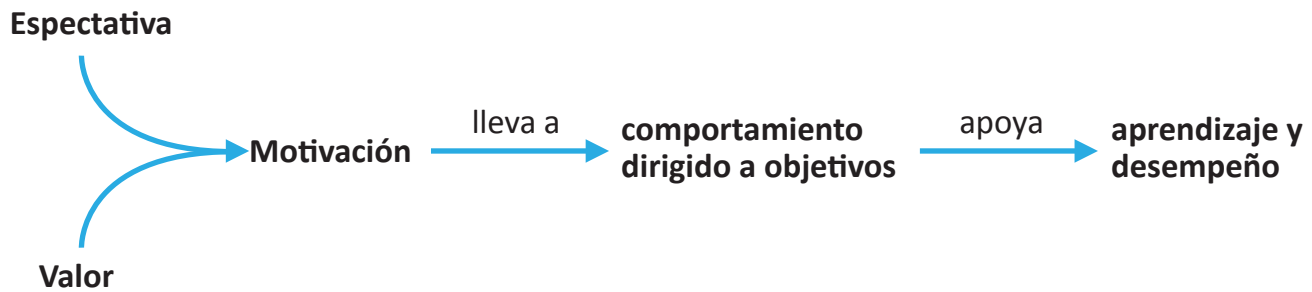 Espectativa
lleva a
apoya
Motivación
comportamiento
dirigido a objetivos
aprendizaje y
desempeño
Valor